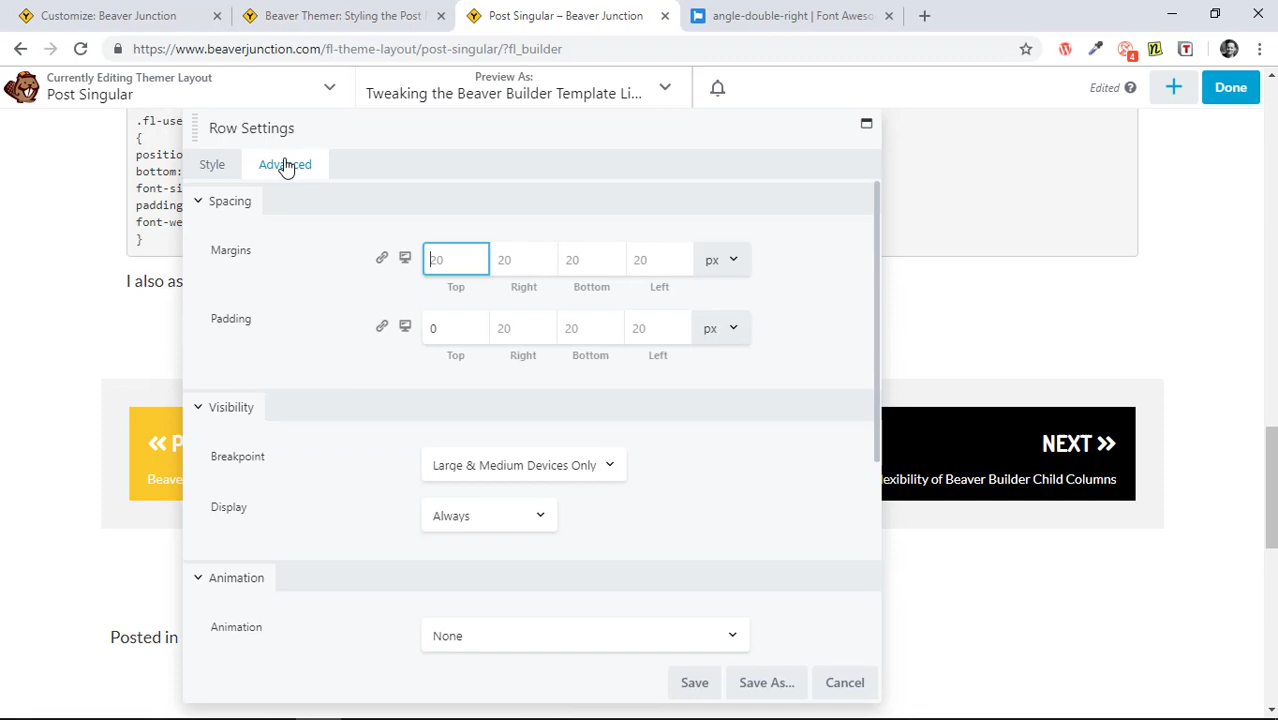 Customize: Beaver Junction
Beaver Themer: Styling the Post
Post Singular – Beaver Junction
angle-double-right | Font Aweso
https://www.beaverjunction.com/fl-theme-layout/post-singular/?fl_builder
4
Currently Editing Themer Layout
Post Singular
Preview As:
Tweaking the Beaver Builder Template Li...
Edited
Done
.fl-use
{
positio
bottom:
font-si
padding
font-we
}
I also as
Row Settings
Style
Advanced
Spacing
Margins
20 20 20 20 px
Top Right Bottom Left
Padding
0 20 20 20 px
Top Right Bottom Left
Visibility
Breakpoint
Large & Medium Devices Only
Display
Always
Animation
Animation
None
Save
Save As...
Cancel
« P
Beaver
NEXT »
exibility of Beaver Builder Child Columns
Posted in